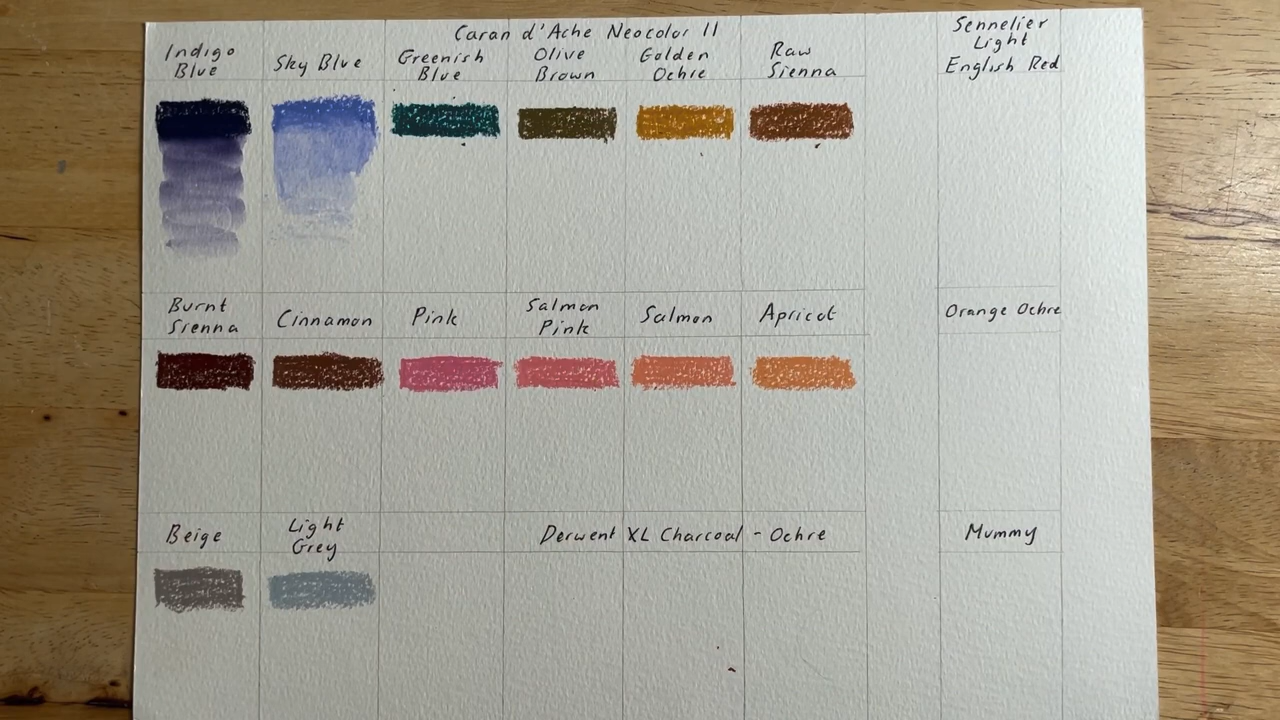 Caran d'Ache Neocolor II
Indigo
Blue
Sky Blue
Greenish
Blue
Olive
Brown
Golden
Ochre
Raw
Sienna
Sennelier
Light
English Red
Burnt
Sienna
Cinnamon
Pink
Salmon
Pink
Salmon
Apricot
Orange Ochre
Beige
Light
Grey
Derwent XL Charcoal - Ochre
Mummy